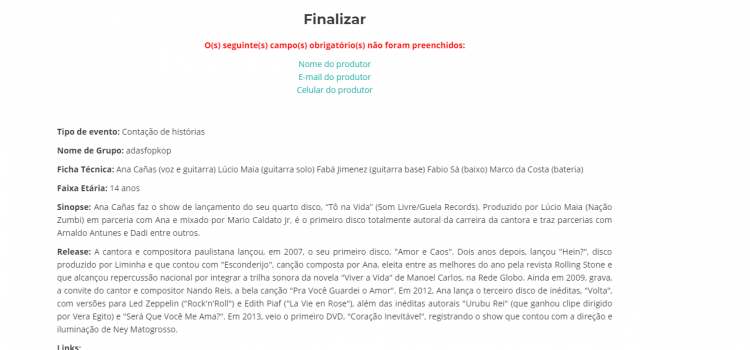 Finalizar
O(s) seguinte(s) campo(s) obrigatório(s) não foram preenchidos:
Nome do produtor
E-mail do produtor
Celular do produtor
Tipo de evento: Contação de histórias
Nome de Grupo: adasfopkop
Ficha Técnica: Ana Cañas (voz e guitarra) Lúcio Maia (guitarra solo) Fabá Jimenez (guitarra base) Fabio Sá (baixo) Marco da Costa (bateria)
Faixa Etária: 14 anos
Sinopse: Ana Cañas faz o show de lançamento do seu quarto disco, "Tô na Vida" (Som Livre/Guela Records). Produzido por Lúcio Maia (Nação
Zumbi) em parceria com Ana e mixado por Mario Caldato Jr, é o primeiro disco totalmente autoral da carreira da cantora e traz parcerias com
Arnaldo Antunes e Dadi entre outros.
Release: A cantora e compositora paulistana lançou, em 2007, o seu primeiro disco, "Amor e Caos". Dois anos depois, lançou "Hein?", disco
produzido por Liminha e que contou com "Esconderijo", canção composta por Ana, eleita entre as melhores do ano pela revista Rolling Stone e
que alcançou repercussão nacional por integrar a trilha sonora da novela "Viver a Vida" de Manoel Carlos, na Rede Globo. Ainda em 2009, grava,
a convite do cantor e compositor Nando Reis, a bela canção "Pra Você Guardei o Amor". Em 2012, Ana lança o terceiro disco de inéditas, "Volta",
com versões para Led Zeppelin ("Rock'n'Roll") e Edith Piaf ("La Vie en Rose"), além das inéditas autorais "Urubu Rei" (que ganhou clipe dirigido
por Vera Egito) e "Será Que Você Me Ama?". Em 2013, veio o primeiro DVD, "Coração Inevitável", registrando o show que contou com a direção e
iluminação de Ney Matogrosso.
Links: